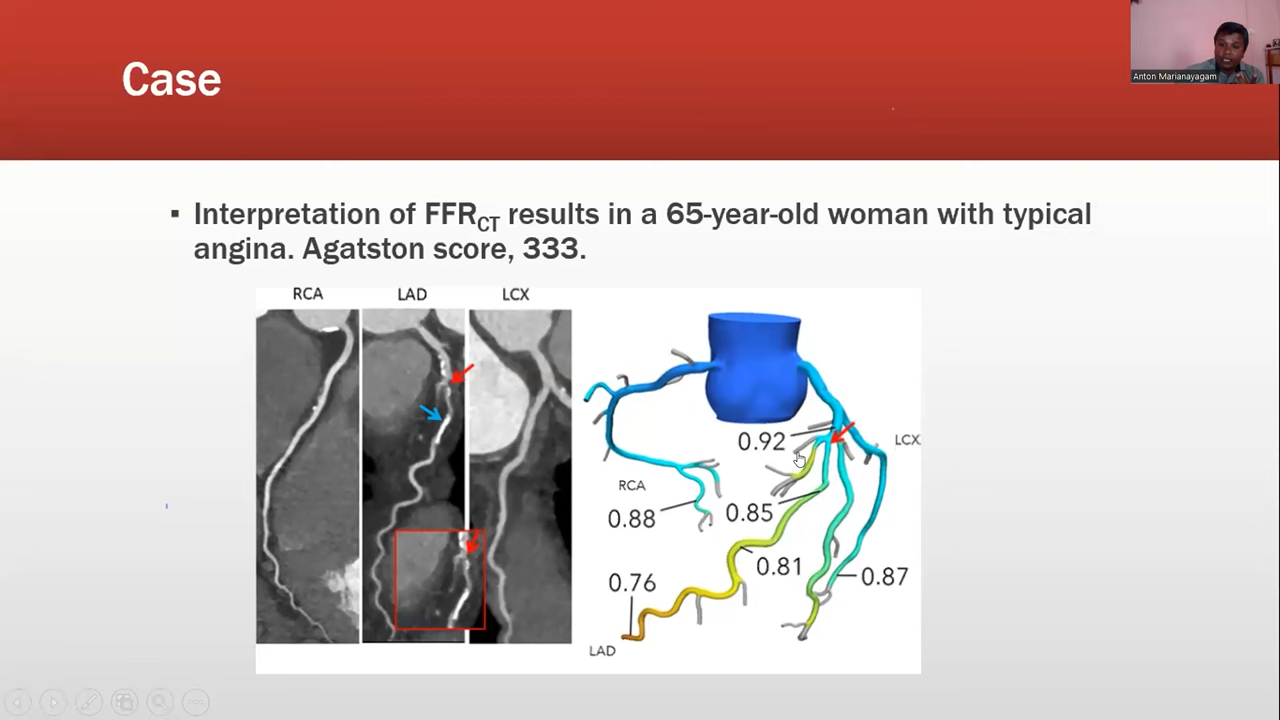 Case
Anton Marianayagam
▪ Interpretation of FFRCT results in a 65-year-old woman with typical
angina. Agatston score, 333.
RCA
LAD
LCX
0.92
LCX
RCA
0.88
0.85
0.81
0.87
0.76
LAD